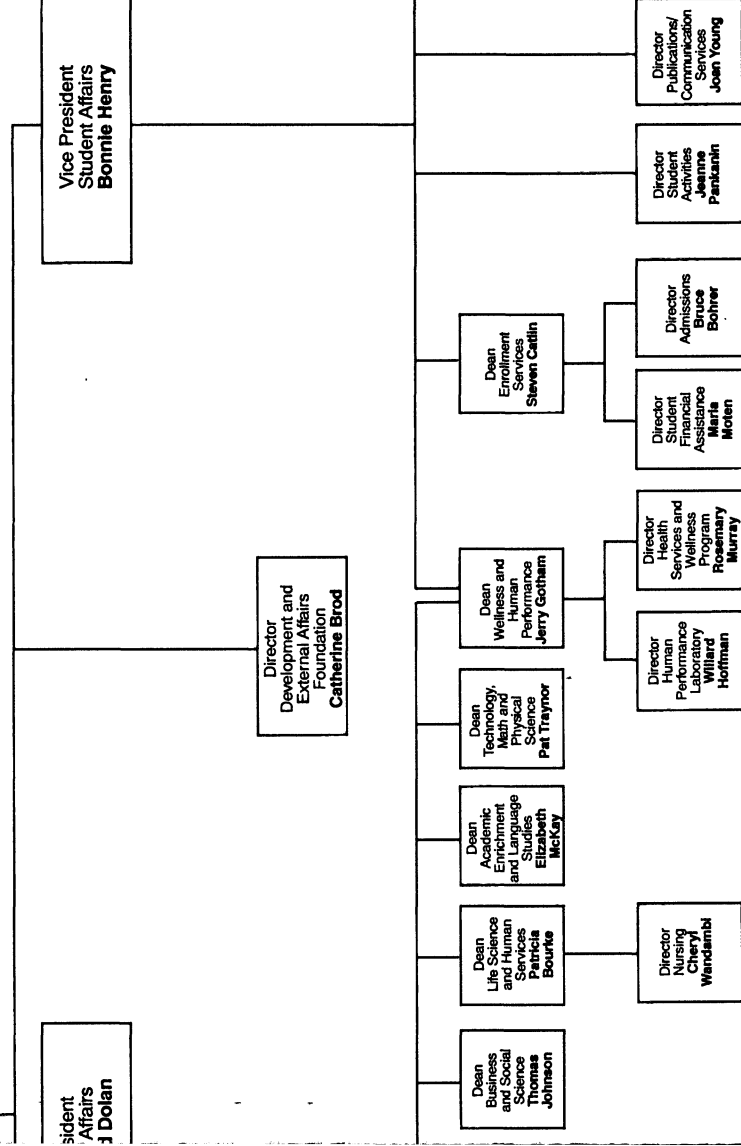 sident
Affairs
d Dolan
Director
Development and
External Affairs
Foundation
Catherine Brod
Vice President
Student Affairs
Bonnie Henry
Dean
Business
and Social
Science
Thomas
Johnson
Dean
Life Science
and Human
Services
Patricia
Bourke
Dean
Academic
Enrichment
and Language
Studies
Elizabeth
McKay
Dean
Technology,
Math and
Physical
Science
Pat Traynor
Dean
Wellness and
Human
Performance
Jerry Gotham
Dean
Enrollment
Services
Steven Catlin
Director
Nursing
Cheryl
Wandambi
Director
Human
Performance
Laboratory
Willard
Hoffman
Director
Health
Services and
Wellness
Program
Rosemary
Murray
Director
Student
Financial
Assistance
Maria
Moten
Director
Admissions
Bruce
Bohrer
Director
Student
Activities
Jeanne
Pankanin
Director
Publications/
Communication
Services
Joan Young